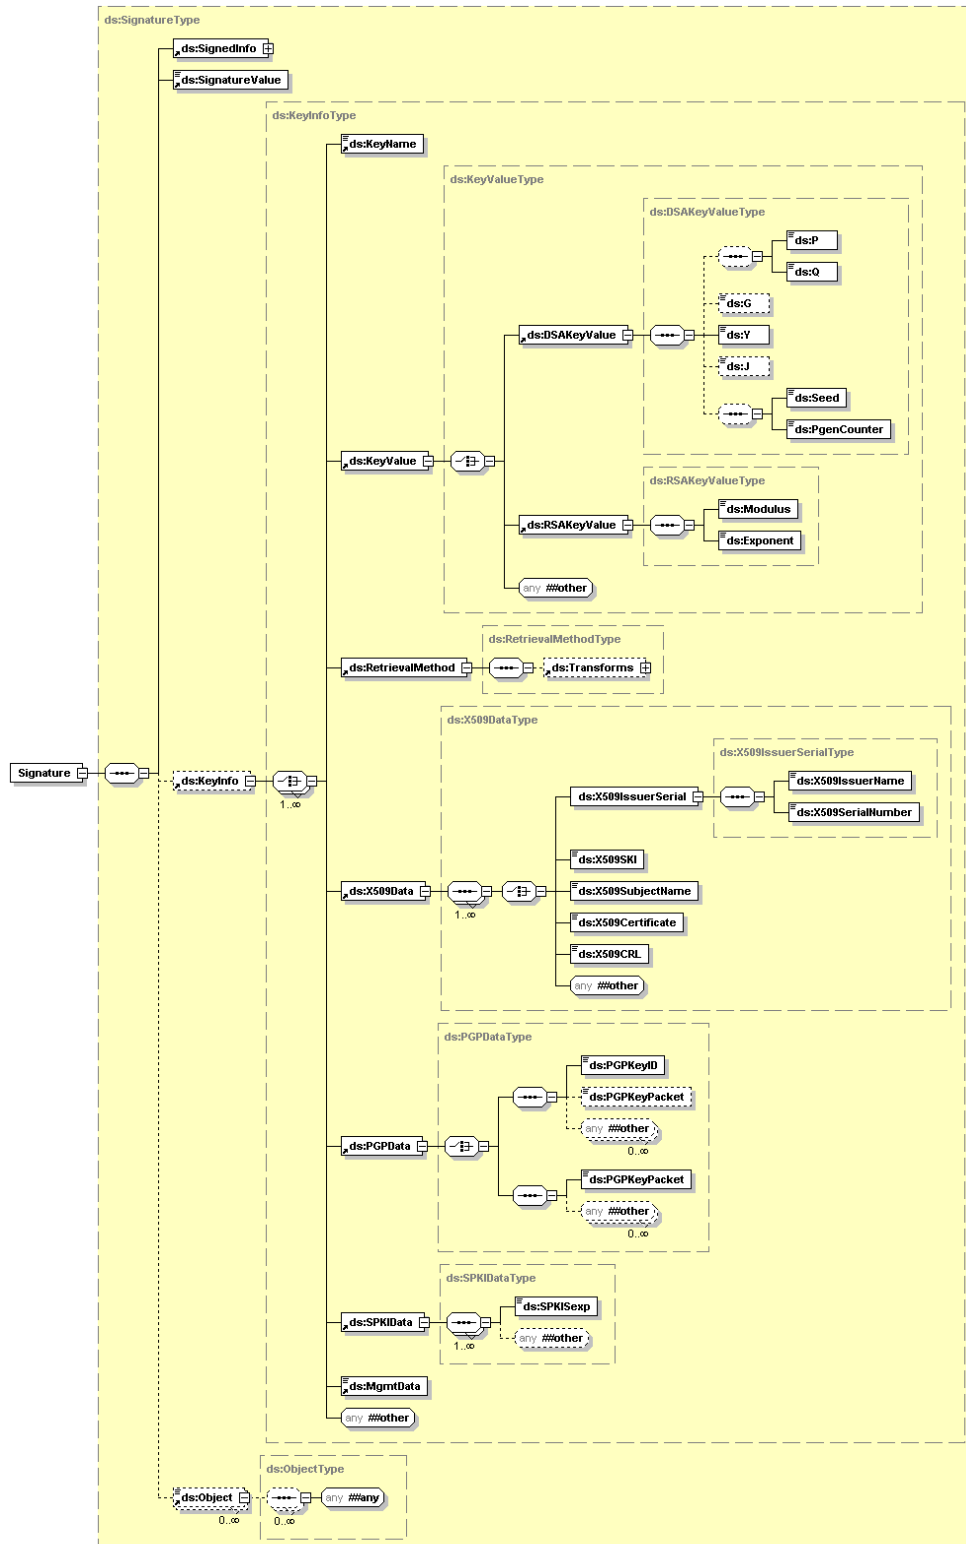 ds:SignatureType
ds:SignedInfo
ds:SignatureValue
ds:KeyInfoType
ds:KeyName
ds:KeyValueType
ds:DSAKeyValueType
ds:P
ds:Q
ds:G
ds:DSAKeyValue
ds:Y
ds:J
ds:Seed
ds:PgenCounter
ds:KeyValue
ds:RSAKeyValueType
ds:Modulus
ds:RSAKeyValue
ds:Exponent
any ##other
ds:RetrievalMethodType
ds:RetrievalMethod
ds:Transforms
ds:X509DataType
ds:X509IssuerSerialType
Signature
ds:KeyInfo
1..∞
ds:X509IssuerSerial
ds:X509IssuerName
ds:X509SerialNumber
ds:X509SKI
ds:X509Data
1..∞
ds:X509SubjectName
ds:X509Certificate
ds:X509CRL
any ##other
ds:PGPDataType
ds:PGPKeyID
ds:PGPKeyPacket
any ##other
0..∞
ds:PGPData
ds:PGPKeyPacket
any ##other
0..∞
ds:SPKIDataType
ds:SPKISexp
ds:SPKIData
1..∞
any ##other
ds:MgmtData
any ##other
ds:ObjectType
ds:Object
0..∞
0..∞
any ##any